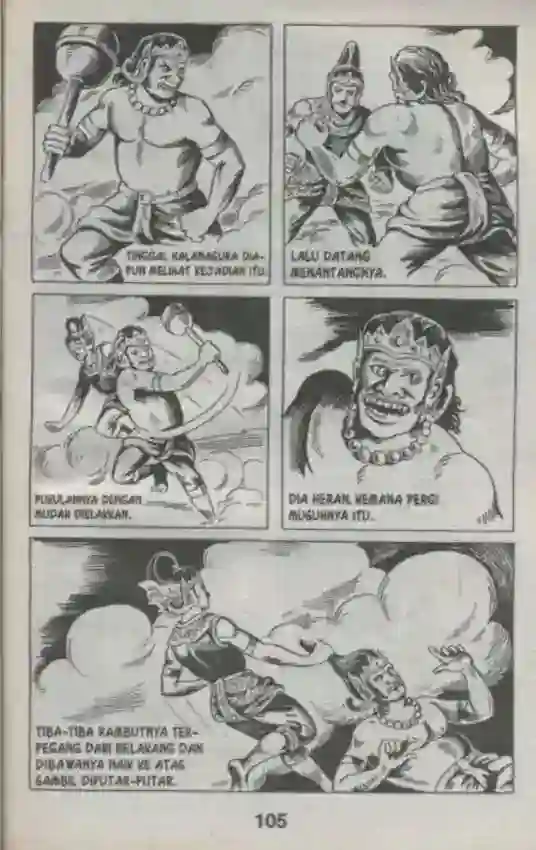 TINGGAL KALAMAGURA DIA-
PUN MELIHAT KEJADIAN ITU.
LALU DATANG
MENANTANGNYA.
PUKULANNYA DENGAN
MUDAH DIELAKKAN.
DIA HERAN, KEMANA PERGI
MUSUHNYA ITU.
TIBA-TIBA RAMBUTNYA TER-
PEGANG DARI BELAKANG DAN
DIBAWANYA NAIK KE ATAS
SAMBIL DIPUTAR-PUTAR.
105